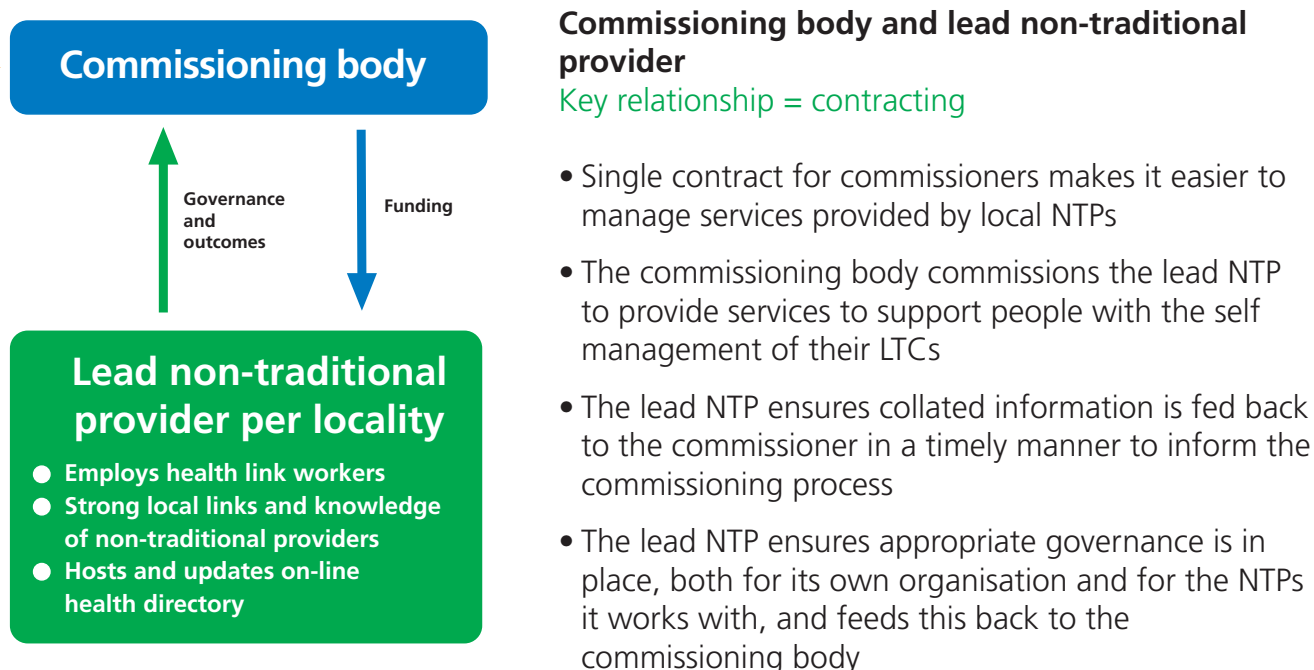 Commissioning body
Governance
and
outcomes
Funding
Lead non-traditional
provider per locality
● Employs health link workers
● Strong local links and knowledge
of non-traditional providers
● Hosts and updates on-line
health directory
Commissioning body and lead non-traditional
provider
Key relationship = contracting
• Single contract for commissioners makes it easier to
manage services provided by local NTPs
• The commissioning body commissions the lead NTP
to provide services to support people with the self
management of their LTCs
• The lead NTP ensures collated information is fed back
to the commissioner in a timely manner to inform the
commissioning process
• The lead NTP ensures appropriate governance is in
place, both for its own organisation and for the NTPs
it works with, and feeds this back to the
commissioning body